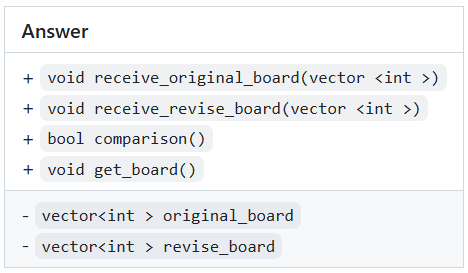 Answer
+ void receive_original_board(vector <int >)
+ void receive_revise_board(vector <int >)
+ bool comparison()
+ void get_board()
- vector<int > original_board
- vector<int > revise_board